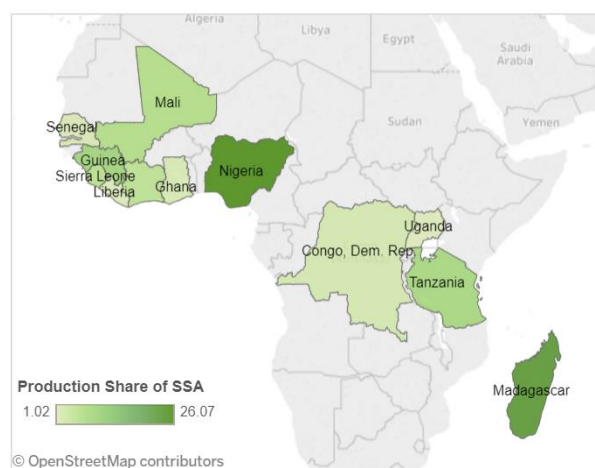 Algeria
Libya
Egypt
Saudi
Arabia
Mali
Senegal
Sudan
Yemen
Guinea
Sierra Leone
Liberia
Ghana
Nigeria
Ethiopia
Uganda
Congo, Dem. Rep.
Tanzania
Madagascar
Production Share of SSA
1.02
26.07
© OpenStreetMap contributors